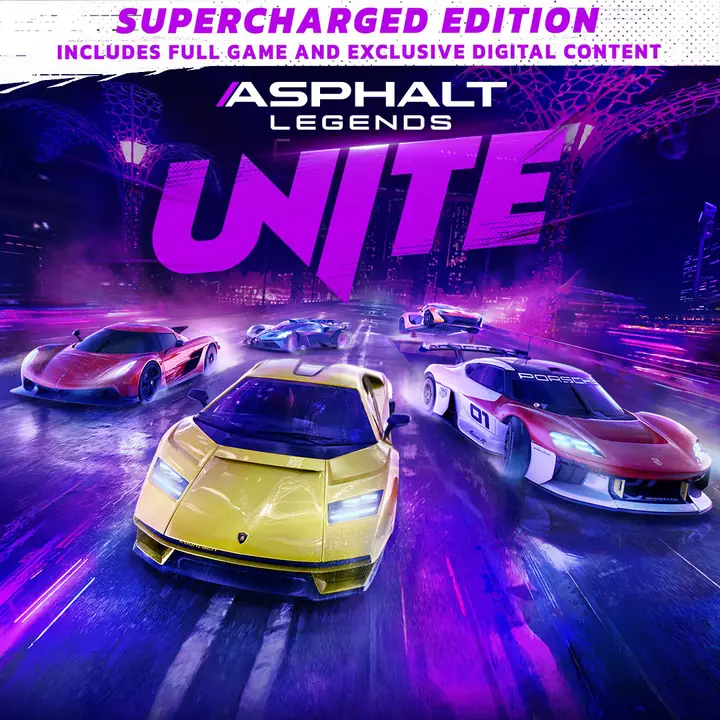 SUPERCHARGED EDITION
INCLUDES FULL GAME AND EXCLUSIVE DIGITAL CONTENT
ASPHALT
LEGENDS
UNITE
PORSCHE
01